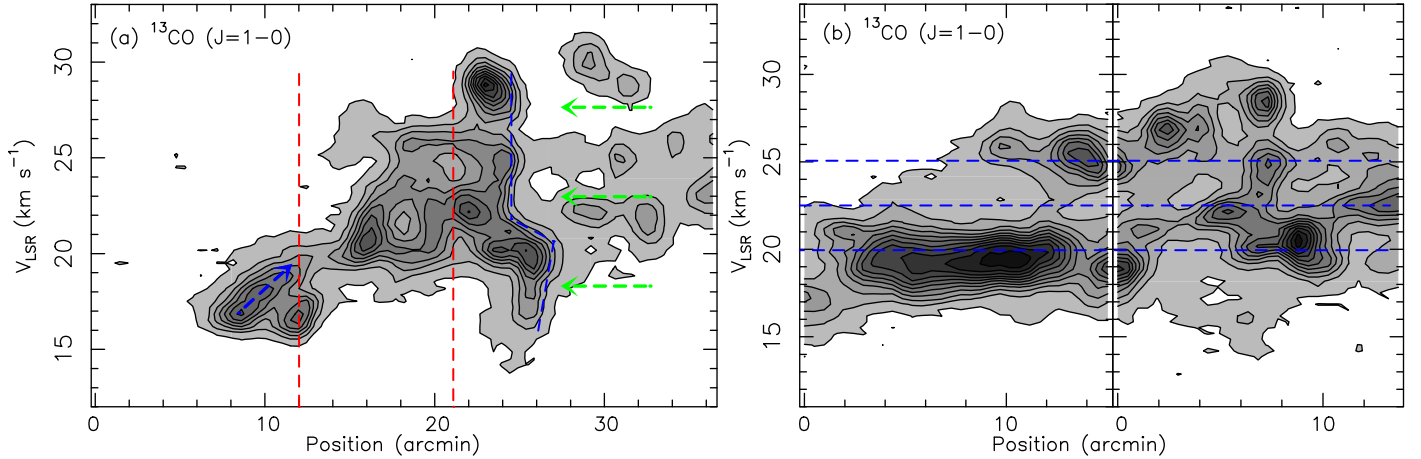 (a) ¹³CO (J=1−0)
V_LSR (km s⁻¹)
30
25
20
15
0 10 20 30
Position (arcmin)
(b) ¹³CO (J=1−0)
V_LSR (km s⁻¹)
30
25
20
15
0 10 0 10
Position (arcmin)